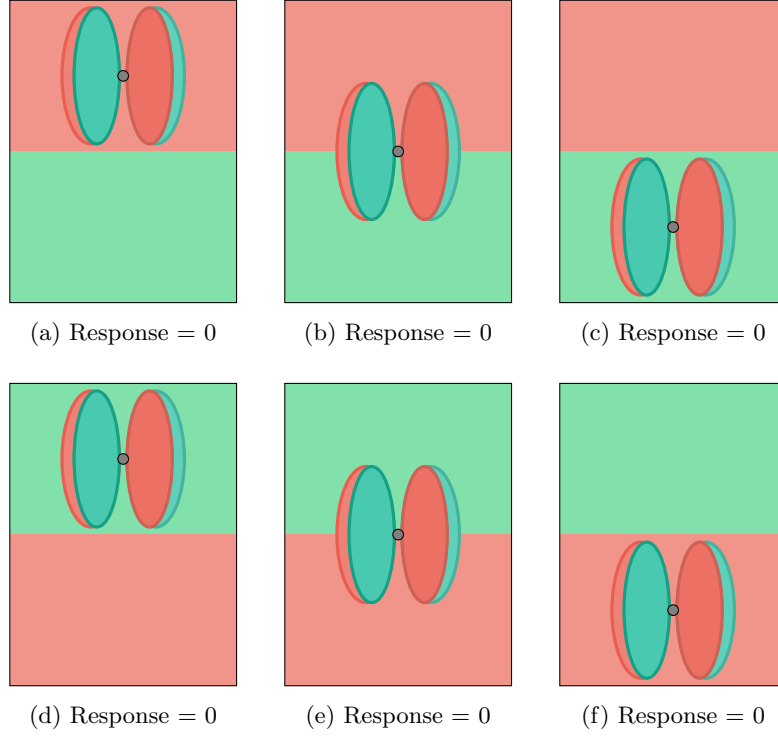 (a) Response = 0
(b) Response = 0
(c) Response = 0
(d) Response = 0
(e) Response = 0
(f) Response = 0